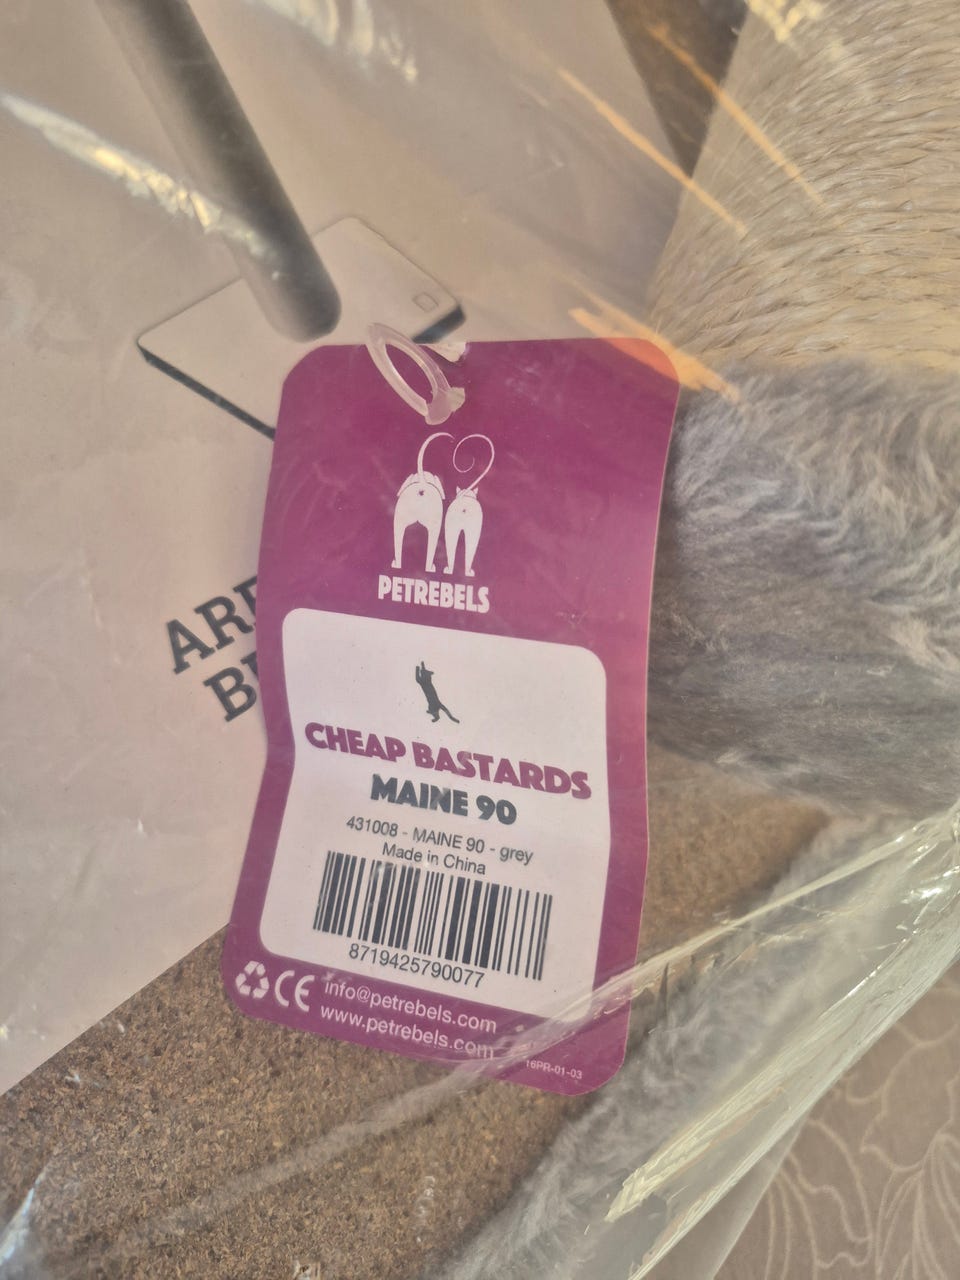 PETREBELS
CHEAP BASTARDS
MAINE 90
431008 - MAINE 90 - grey
Made in China
8719425790077
CE
info@petrebels.com
www.petrebels.com
16PR-01-03